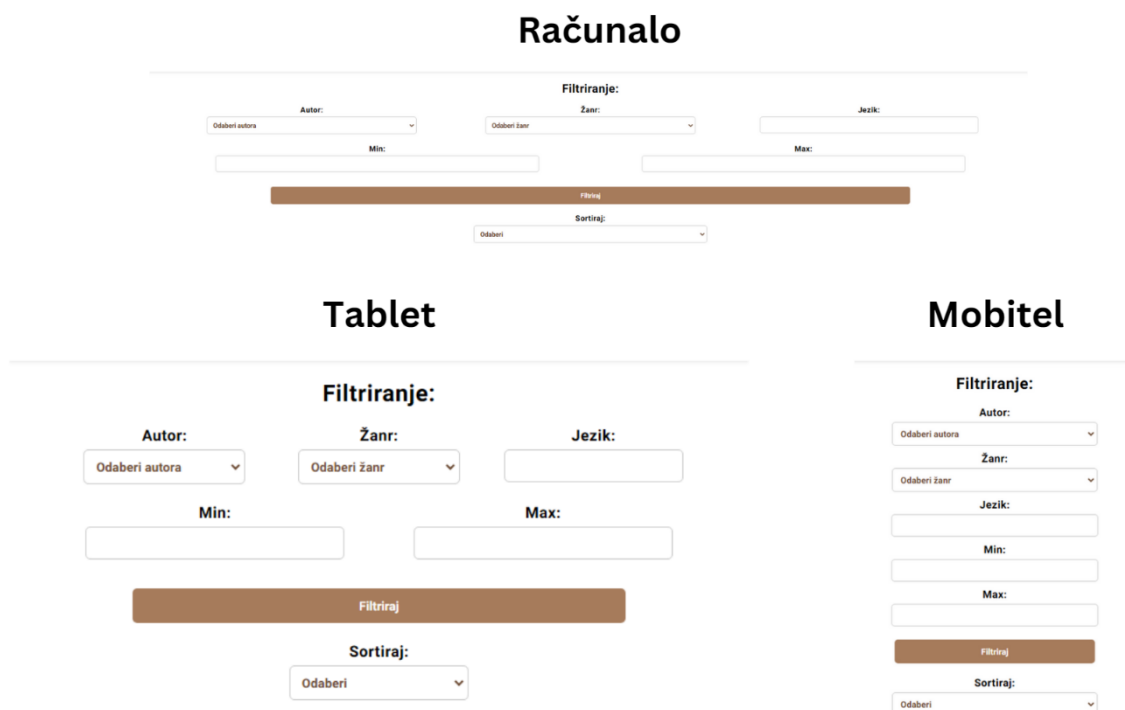 Računalo
Filtriranje:
Autor: Žanr: Jezik:
Odaberi autora Odaberi žanr
Min: Max:
Filtriraj
Sortiraj:
Odaberi
Tablet
Filtriranje:
Autor: Žanr: Jezik:
Odaberi autora Odaberi žanr
Min: Max:
Filtriraj
Sortiraj:
Odaberi
Mobitel
Filtriranje:
Autor:
Odaberi autora
Žanr:
Odaberi žanr
Jezik:
Min:
Max:
Filtriraj
Sortiraj:
Odaberi